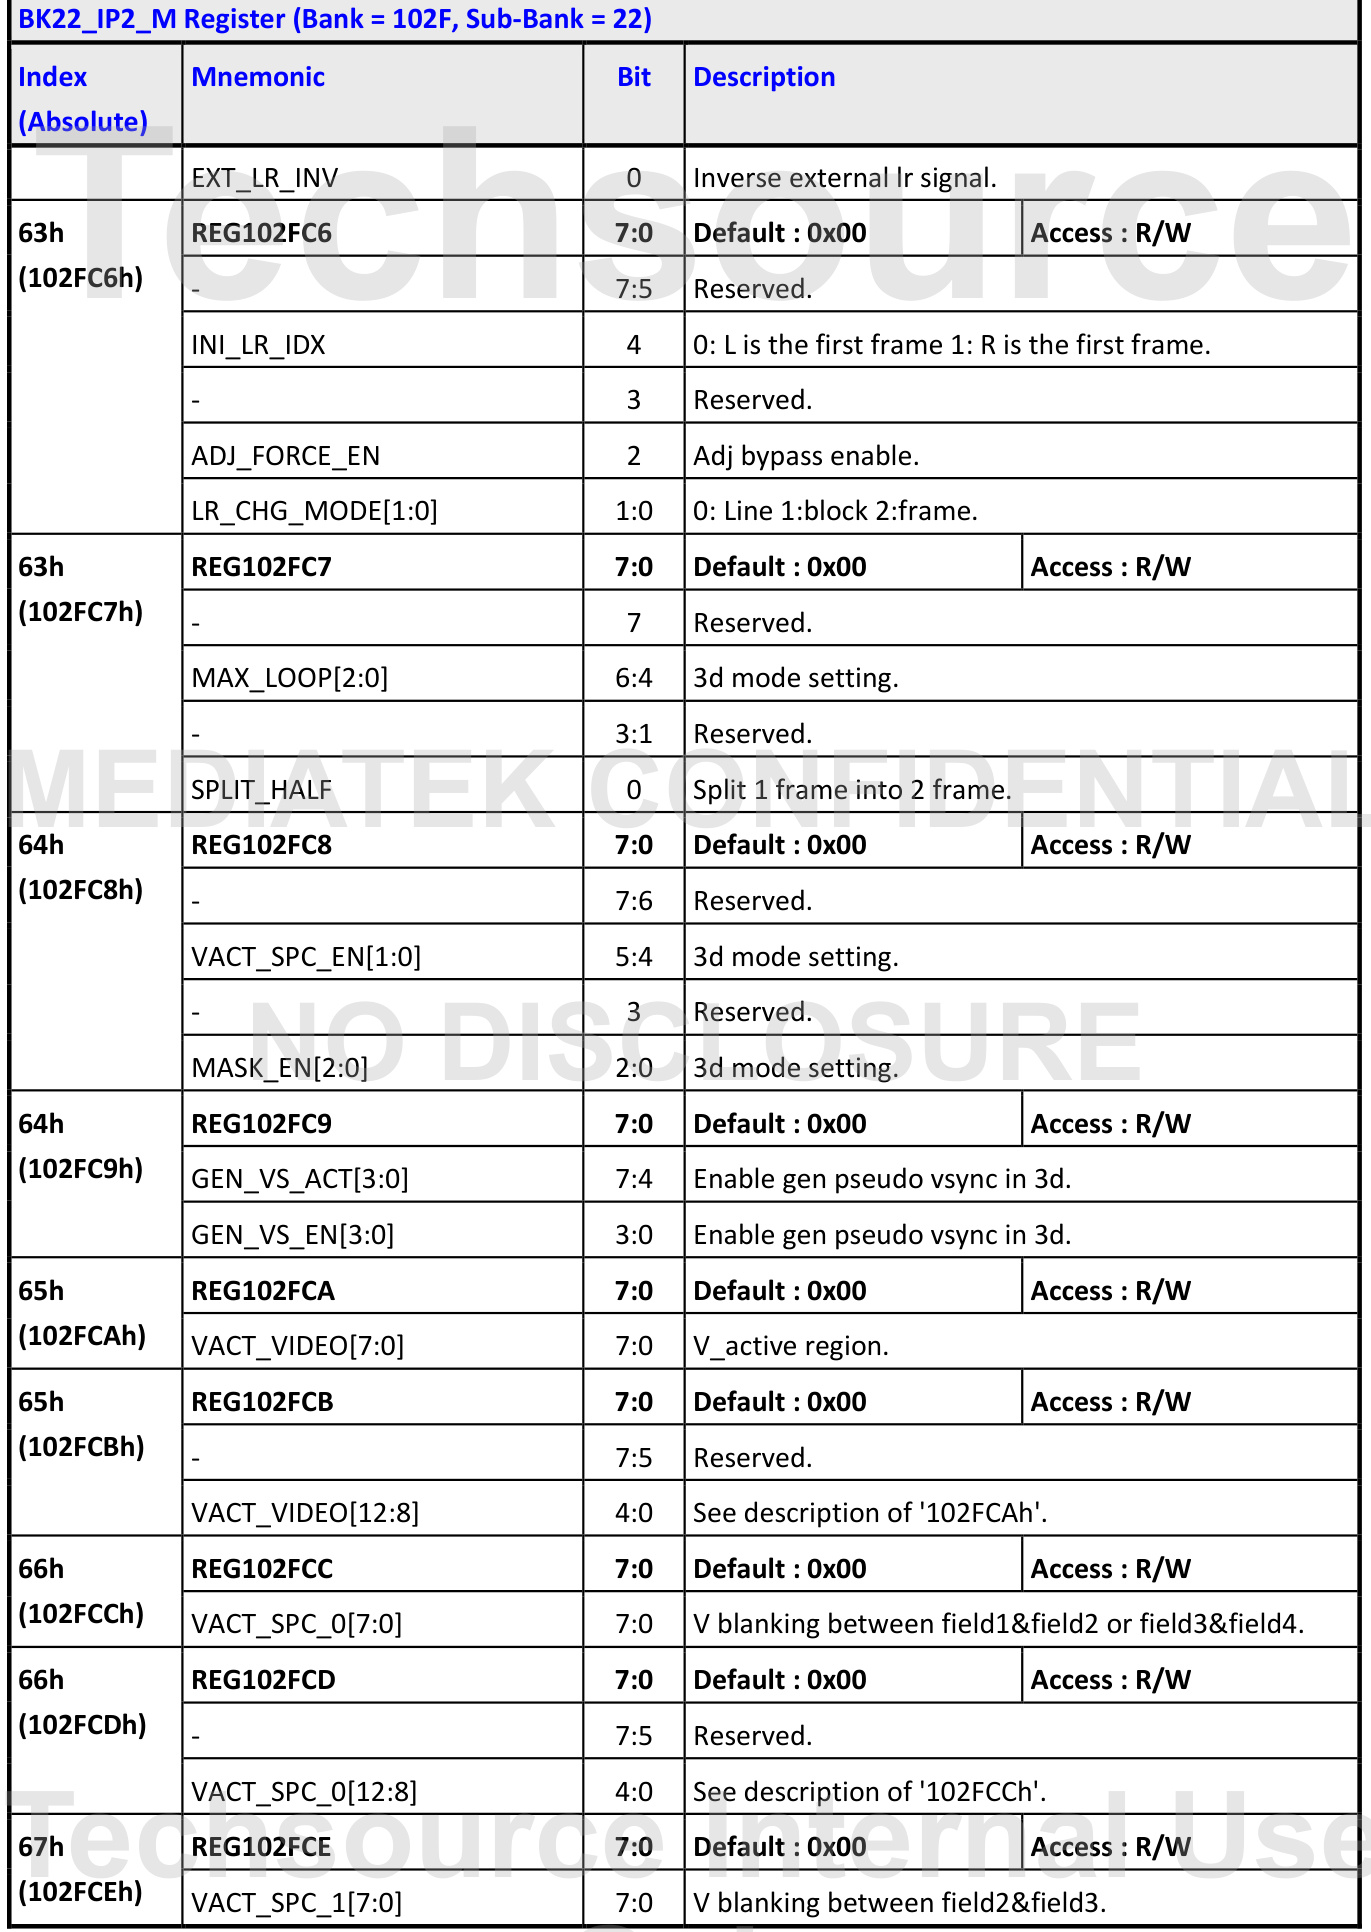 BK22_IP2_M Register (Bank = 102F, Sub-Bank = 22)
Index (Absolute) Mnemonic Bit Description
EXT_LR_INV 0 Inverse external lr signal.
63h (102FC6h) REG102FC6 7:0 Default : 0x00 Access : R/W
- 7:5 Reserved.
INI_LR_IDX 4 0: L is the first frame 1: R is the first frame.
- 3 Reserved.
ADJ_FORCE_EN 2 Adj bypass enable.
LR_CHG_MODE[1:0] 1:0 0: Line 1:block 2:frame.
63h (102FC7h) REG102FC7 7:0 Default : 0x00 Access : R/W
- 7 Reserved.
MAX_LOOP[2:0] 6:4 3d mode setting.
- 3:1 Reserved.
SPLIT_HALF 0 Split 1 frame into 2 frame.
64h (102FC8h) REG102FC8 7:0 Default : 0x00 Access : R/W
- 7:6 Reserved.
VACT_SPC_EN[1:0] 5:4 3d mode setting.
- 3 Reserved.
MASK_EN[2:0] 2:0 3d mode setting.
64h (102FC9h) REG102FC9 7:0 Default : 0x00 Access : R/W
GEN_VS_ACT[3:0] 7:4 Enable gen pseudo vsync in 3d.
GEN_VS_EN[3:0] 3:0 Enable gen pseudo vsync in 3d.
65h (102FCAh) REG102FCA 7:0 Default : 0x00 Access : R/W
VACT_VIDEO[7:0] 7:0 V_active region.
65h (102FCBh) REG102FCB 7:0 Default : 0x00 Access : R/W
- 7:5 Reserved.
VACT_VIDEO[12:8] 4:0 See description of '102FCAh'.
66h (102FCCh) REG102FCC 7:0 Default : 0x00 Access : R/W
VACT_SPC_0[7:0] 7:0 V blanking between field1&field2 or field3&field4.
66h (102FCDh) REG102FCD 7:0 Default : 0x00 Access : R/W
- 7:5 Reserved.
VACT_SPC_0[12:8] 4:0 See description of '102FCCh'.
67h (102FCEh) REG102FCE 7:0 Default : 0x00 Access : R/W
VACT_SPC_1[7:0] 7:0 V blanking between field2&field3.
Techsource
MEDIATEK CONFIDENTIAL
NO DISCLOSURE
Techsource Internal Use